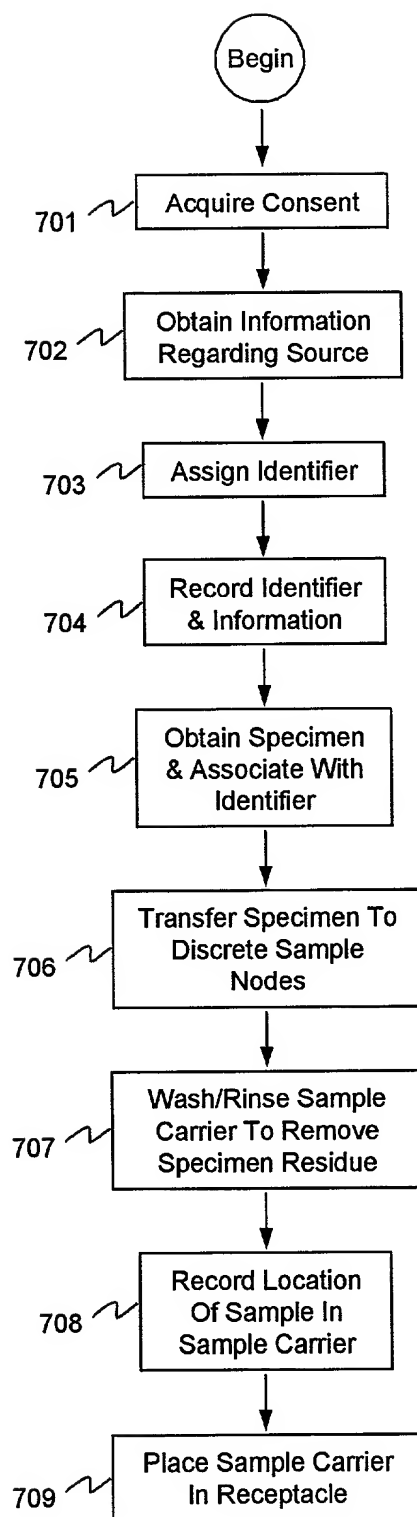 Begin
701
Acquire Consent
702
Obtain Information
Regarding Source
703
Assign Identifier
704
Record Identifier
& Information
705
Obtain Specimen
& Associate With
Identifier
706
Transfer Specimen To
Discrete Sample
Nodes
707
Wash/Rinse Sample
Carrier To Remove
Specimen Residue
708
Record Location
Of Sample In
Sample Carrier
709
Place Sample Carrier
In Receptacle